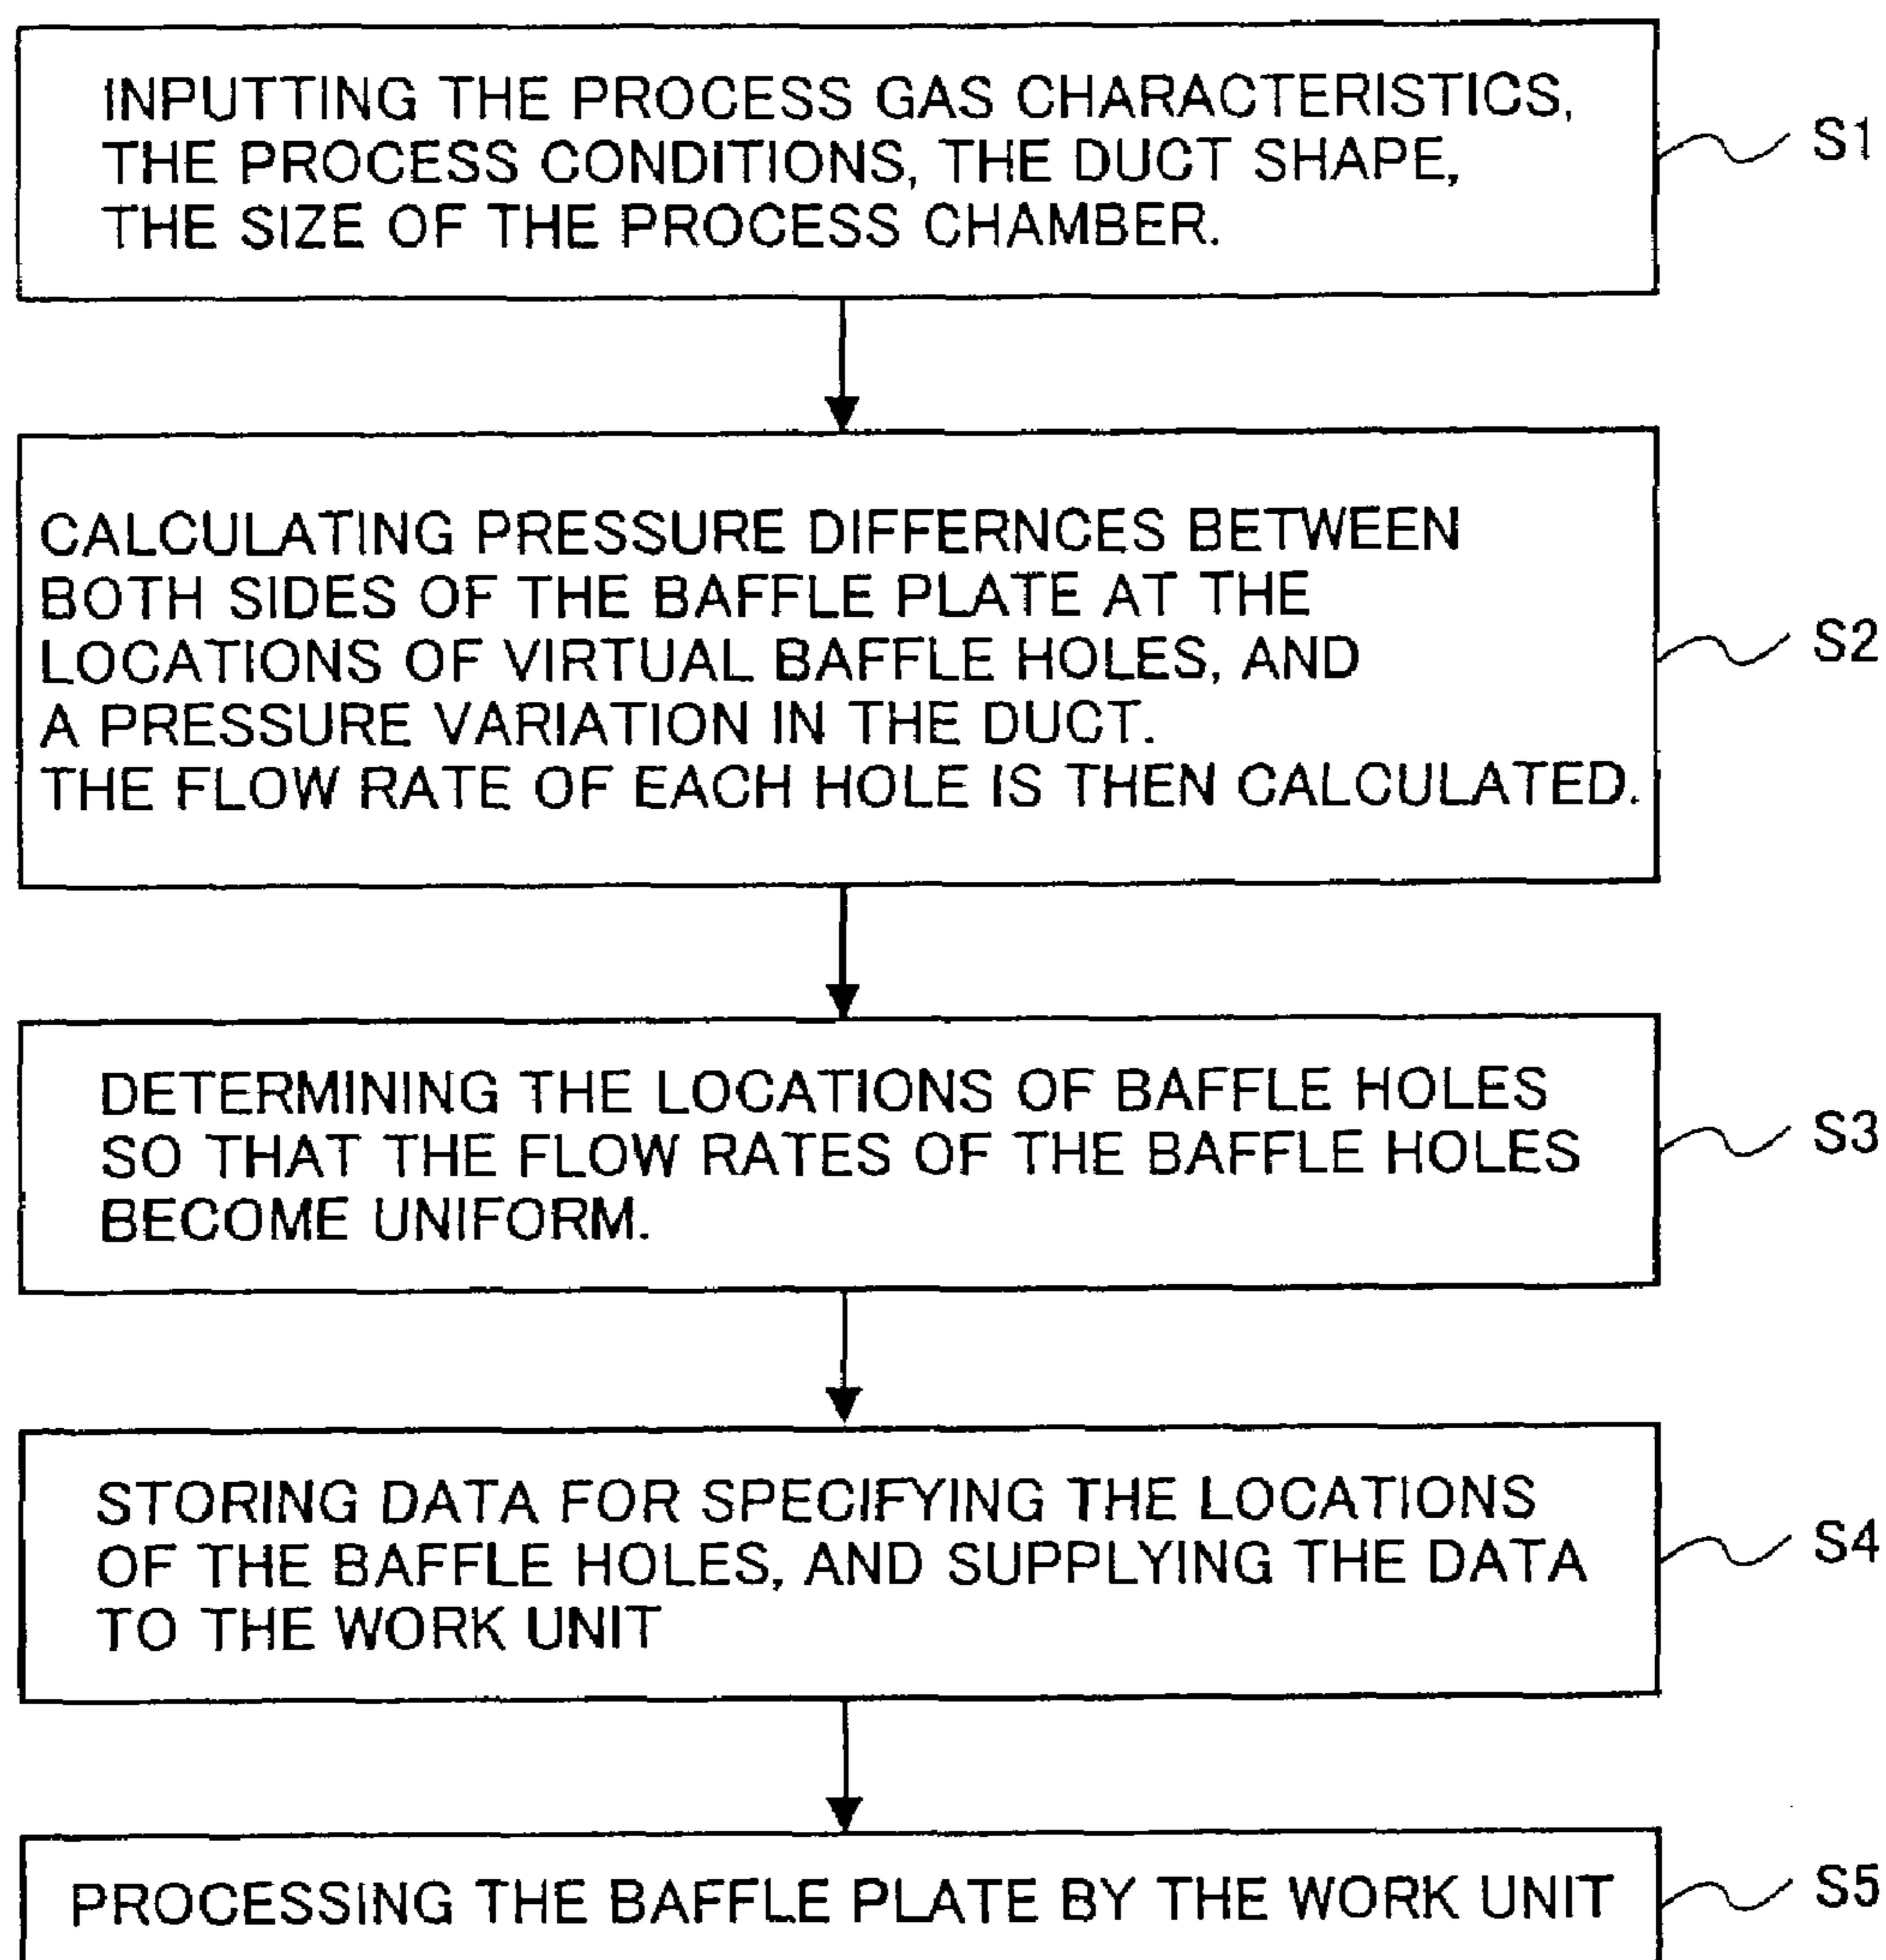 INPUTTING THE PROCESS GAS CHARACTERISTICS,
THE PROCESS CONDITIONS, THE DUCT SHAPE,
THE SIZE OF THE PROCESS CHAMBER.
S1
CALCULATING PRESSURE DIFFERNCES BETWEEN
BOTH SIDES OF THE BAFFLE PLATE AT THE
LOCATIONS OF VIRTUAL BAFFLE HOLES, AND
A PRESSURE VARIATION IN THE DUCT.
THE FLOW RATE OF EACH HOLE IS THEN CALCULATED.
S2
DETERMINING THE LOCATIONS OF BAFFLE HOLES
SO THAT THE FLOW RATES OF THE BAFFLE HOLES
BECOME UNIFORM.
S3
STORING DATA FOR SPECIFYING THE LOCATIONS
OF THE BAFFLE HOLES, AND SUPPLYING THE DATA
TO THE WORK UNIT
S4
PROCESSING THE BAFFLE PLATE BY THE WORK UNIT
S5